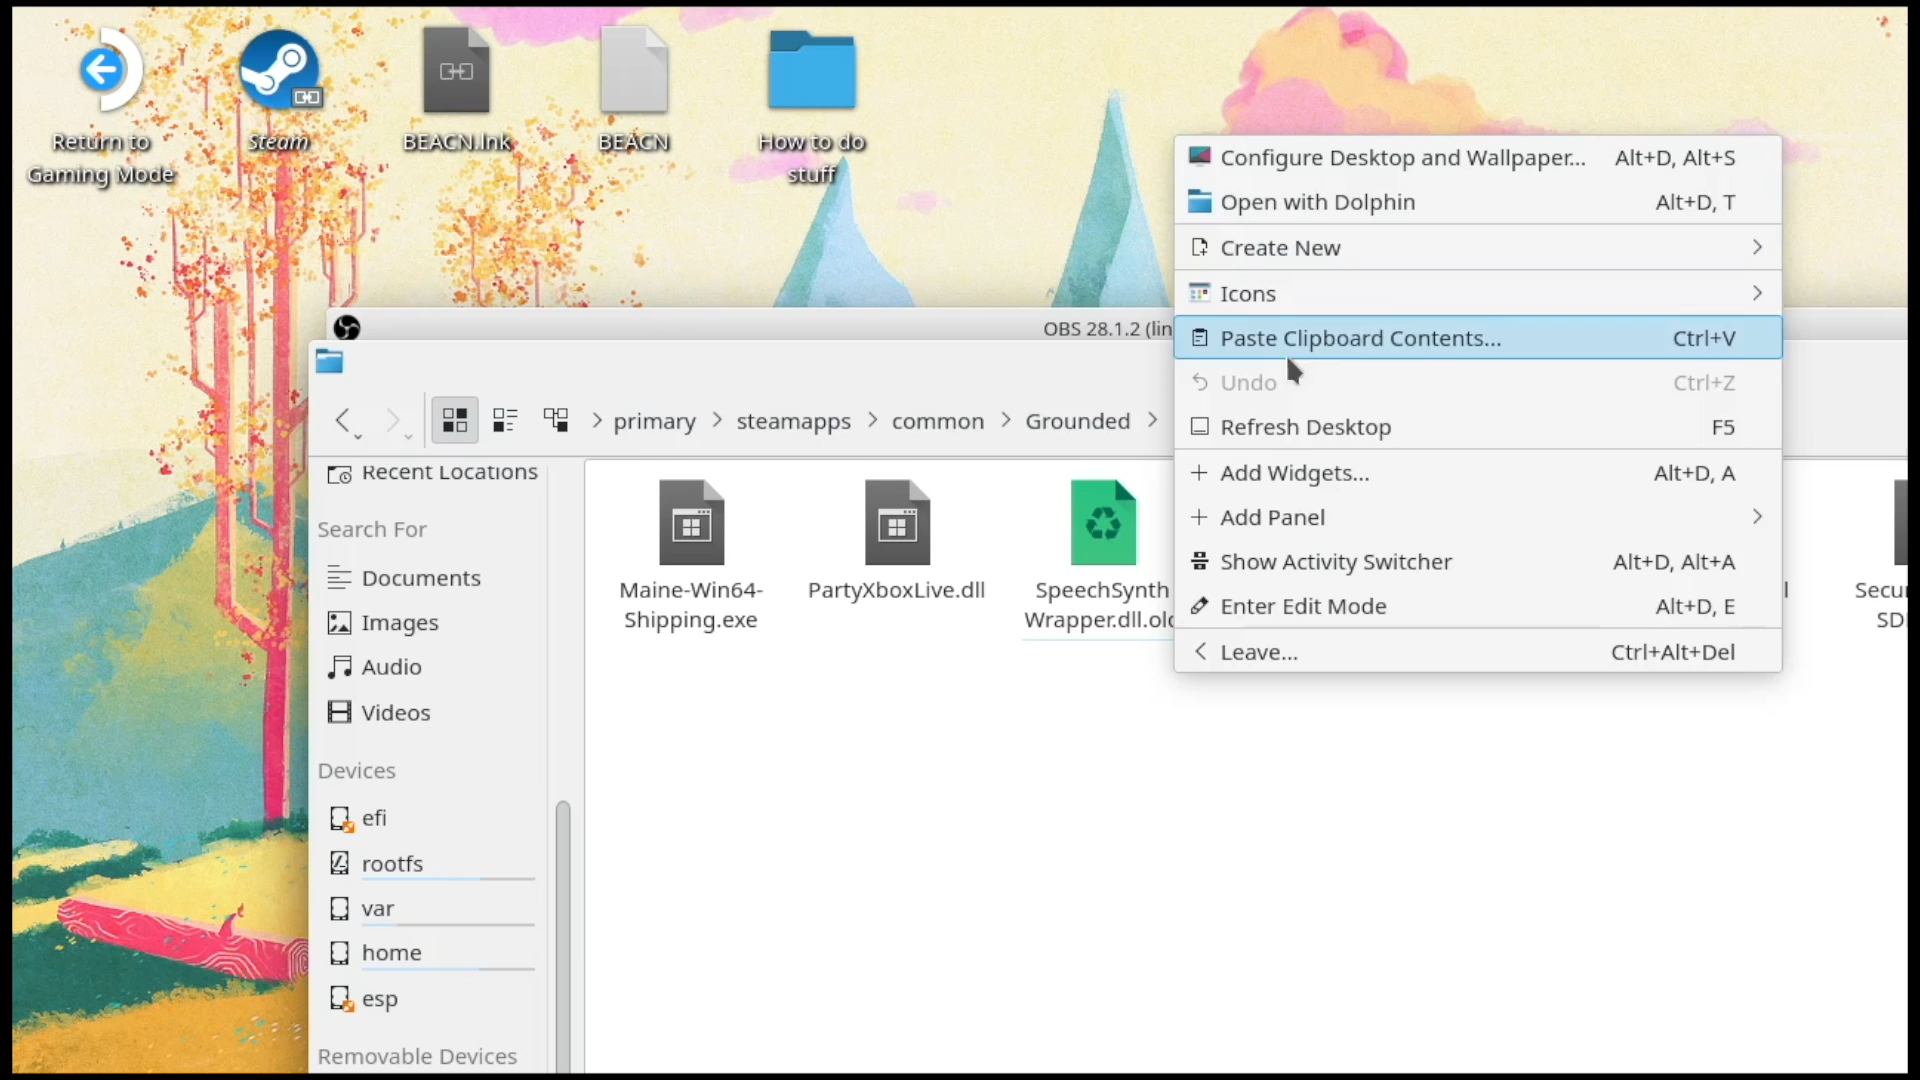 Return to
Gaming Mode
Steam
BEACN.lnk
BEACN
How to do
stuff
Configure Desktop and Wallpaper... Alt+D, Alt+S
Open with Dolphin Alt+D, T
Create New
Icons
Paste Clipboard Contents... Ctrl+V
Undo Ctrl+Z
Refresh Desktop F5
Add Widgets... Alt+D, A
Add Panel
Show Activity Switcher Alt+D, Alt+A
Enter Edit Mode Alt+D, E
Leave... Ctrl+Alt+Del
OBS 28.1.2 (lin
primary steamapps common Grounded
Recent Locations
Search For
Documents
Images
Audio
Videos
Devices
efi
rootfs
var
home
esp
Removable Devices
Maine-Win64-
Shipping.exe
PartyXboxLive.dll
SpeechSynth
Wrapper.dll.old
Secu
SD